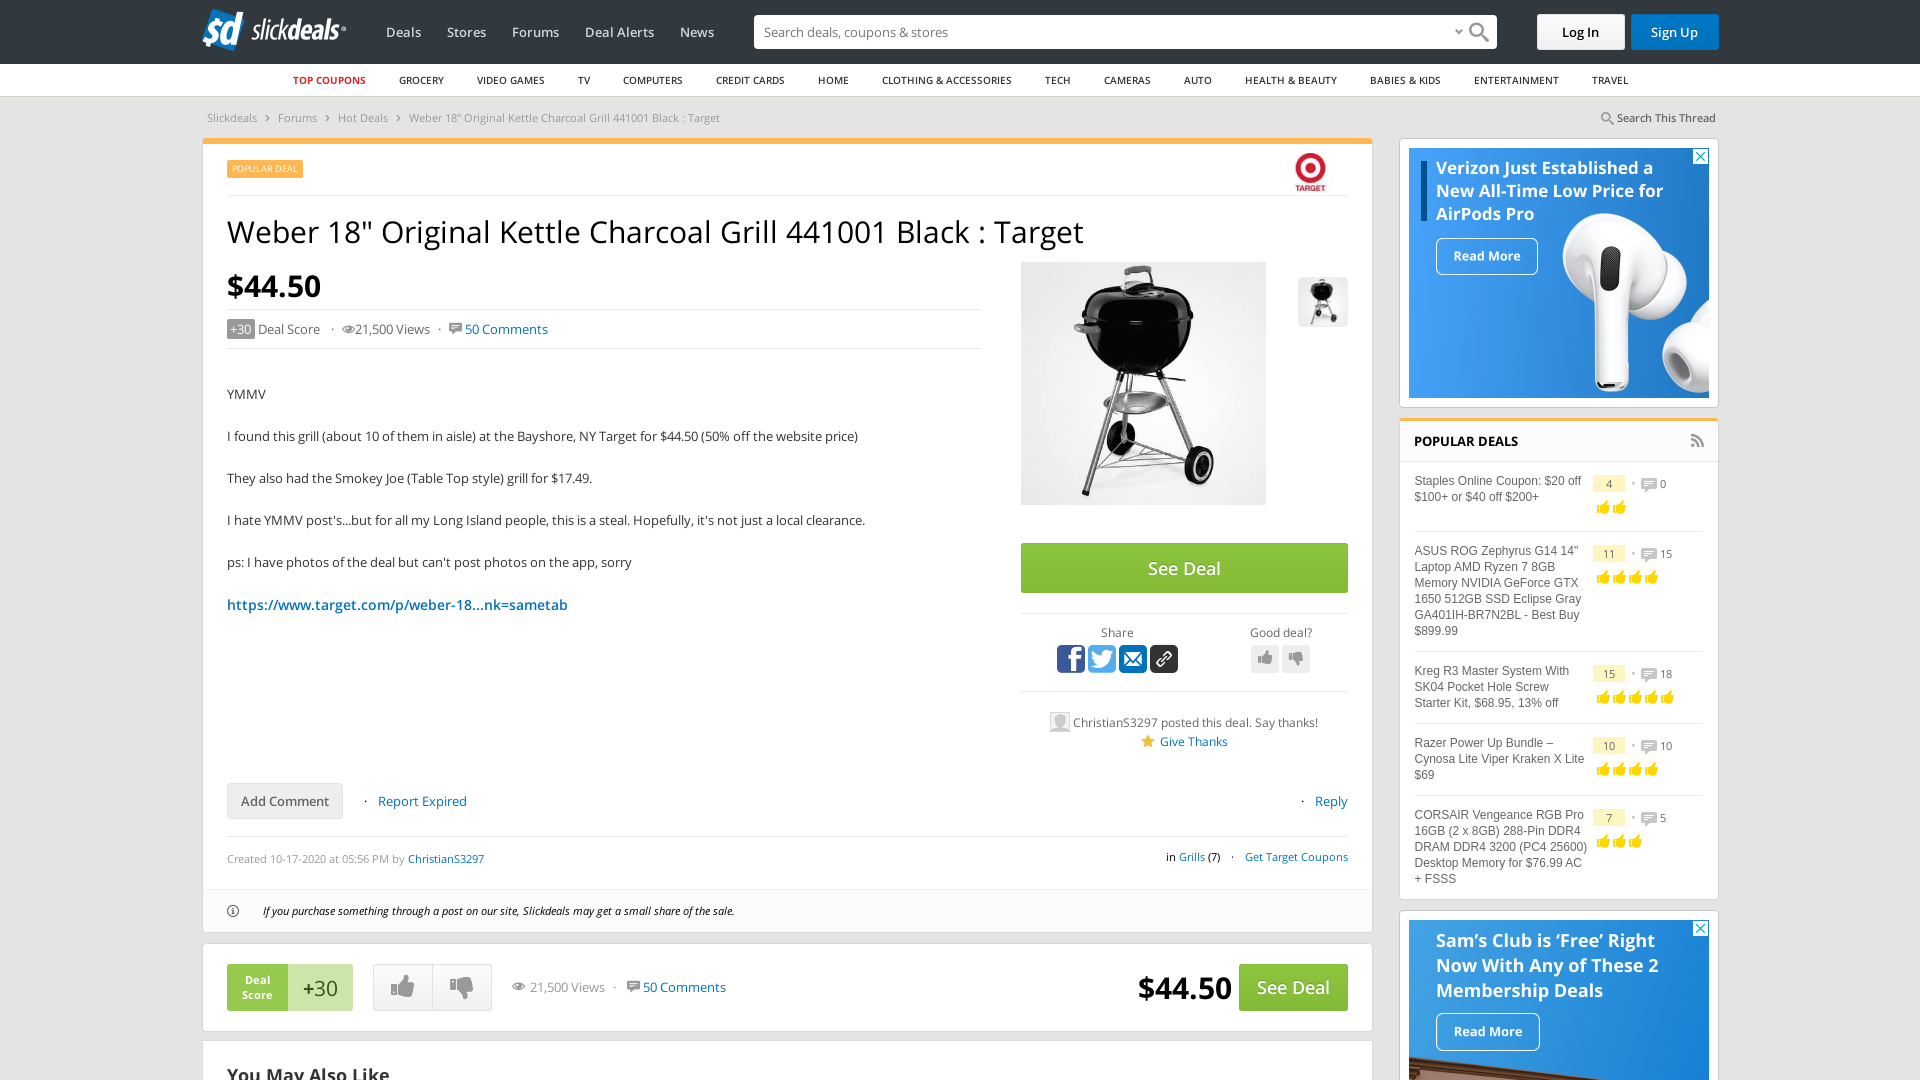 slickdeals
Deals
Stores
Forums
Deal Alerts
News
Search deals, coupons & stores
Log In
Sign Up
TOP COUPONS
GROCERY
VIDEO GAMES
TV
COMPUTERS
CREDIT CARDS
HOME
CLOTHING & ACCESSORIES
TECH
CAMERAS
AUTO
HEALTH & BEAUTY
BABIES & KIDS
ENTERTAINMENT
TRAVEL
Slickdeals › Forums › Hot Deals › Weber 18" Original Kettle Charcoal Grill 441001 Black : Target
Search This Thread
POPULAR DEAL
TARGET
Weber 18" Original Kettle Charcoal Grill 441001 Black : Target
$44.50
+30 Deal Score · 21,500 Views · 50 Comments
YMMV
I found this grill (about 10 of them in aisle) at the Bayshore, NY Target for $44.50 (50% off the website price)
They also had the Smokey Joe (Table Top style) grill for $17.49.
I hate YMMV post's...but for all my Long Island people, this is a steal. Hopefully, it's not just a local clearance.
ps: I have photos of the deal but can't post photos on the app, sorry
https://www.target.com/p/weber-18...nk=sametab
See Deal
Share
Good deal?
ChristianS3297 posted this deal. Say thanks!
Give Thanks
Add Comment
· Report Expired
· Reply
Created 10-17-2020 at 05:56 PM by ChristianS3297
in Grills (7) · Get Target Coupons
If you purchase something through a post on our site, Slickdeals may get a small share of the sale.
Deal
Score
+30
21,500 Views · 50 Comments
$44.50
See Deal
You May Also Like
Verizon Just Established a
New All-Time Low Price for
AirPods Pro
Read More
POPULAR DEALS
Staples Online Coupon: $20 off
$100+ or $40 off $200+
4 • 0
ASUS ROG Zephyrus G14 14"
Laptop AMD Ryzen 7 8GB
Memory NVIDIA GeForce GTX
1650 512GB SSD Eclipse Gray
GA401IH-BR7N2BL - Best Buy
$899.99
11 • 15
Kreg R3 Master System With
SK04 Pocket Hole Screw
Starter Kit, $68.95, 13% off
15 • 18
Razer Power Up Bundle –
Cynosa Lite Viper Kraken X Lite
$69
10 • 10
CORSAIR Vengeance RGB Pro
16GB (2 x 8GB) 288-Pin DDR4
DRAM DDR4 3200 (PC4 25600)
Desktop Memory for $76.99 AC
+ FSSS
7 • 5
Sam's Club is 'Free' Right
Now With Any of These 2
Membership Deals
Read More